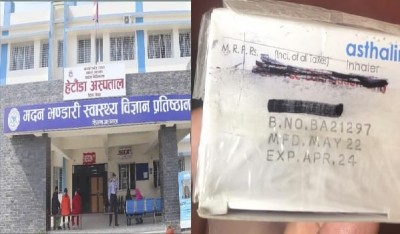 हेटौंडा अस्पताल
मदन भण्डारी स्वास्थ्य विज्ञान प्रतिष्ठान
M.R.P. Rs.
(Inc. of all taxes)
asthalin
inhaler
B.NO.BA21297
MFD.MAY 22
EXP.APR.24